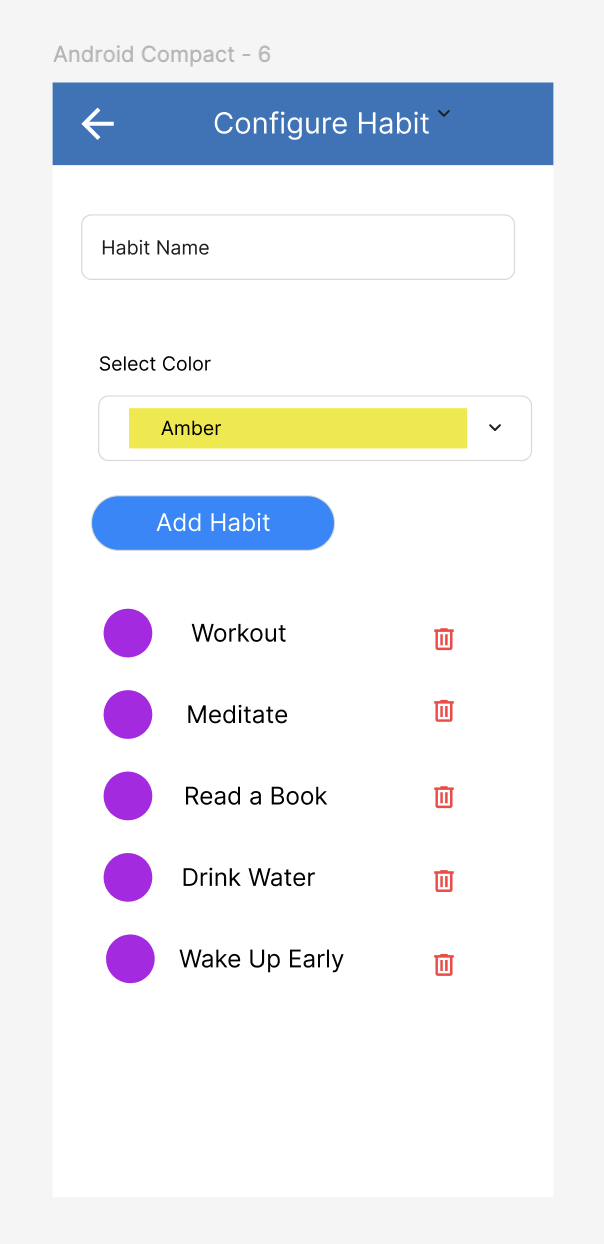 Android Compact - 6
Configure Habit
Habit Name
Select Color
Amber
Add Habit
Workout
Meditate
Read a Book
Drink Water
Wake Up Early